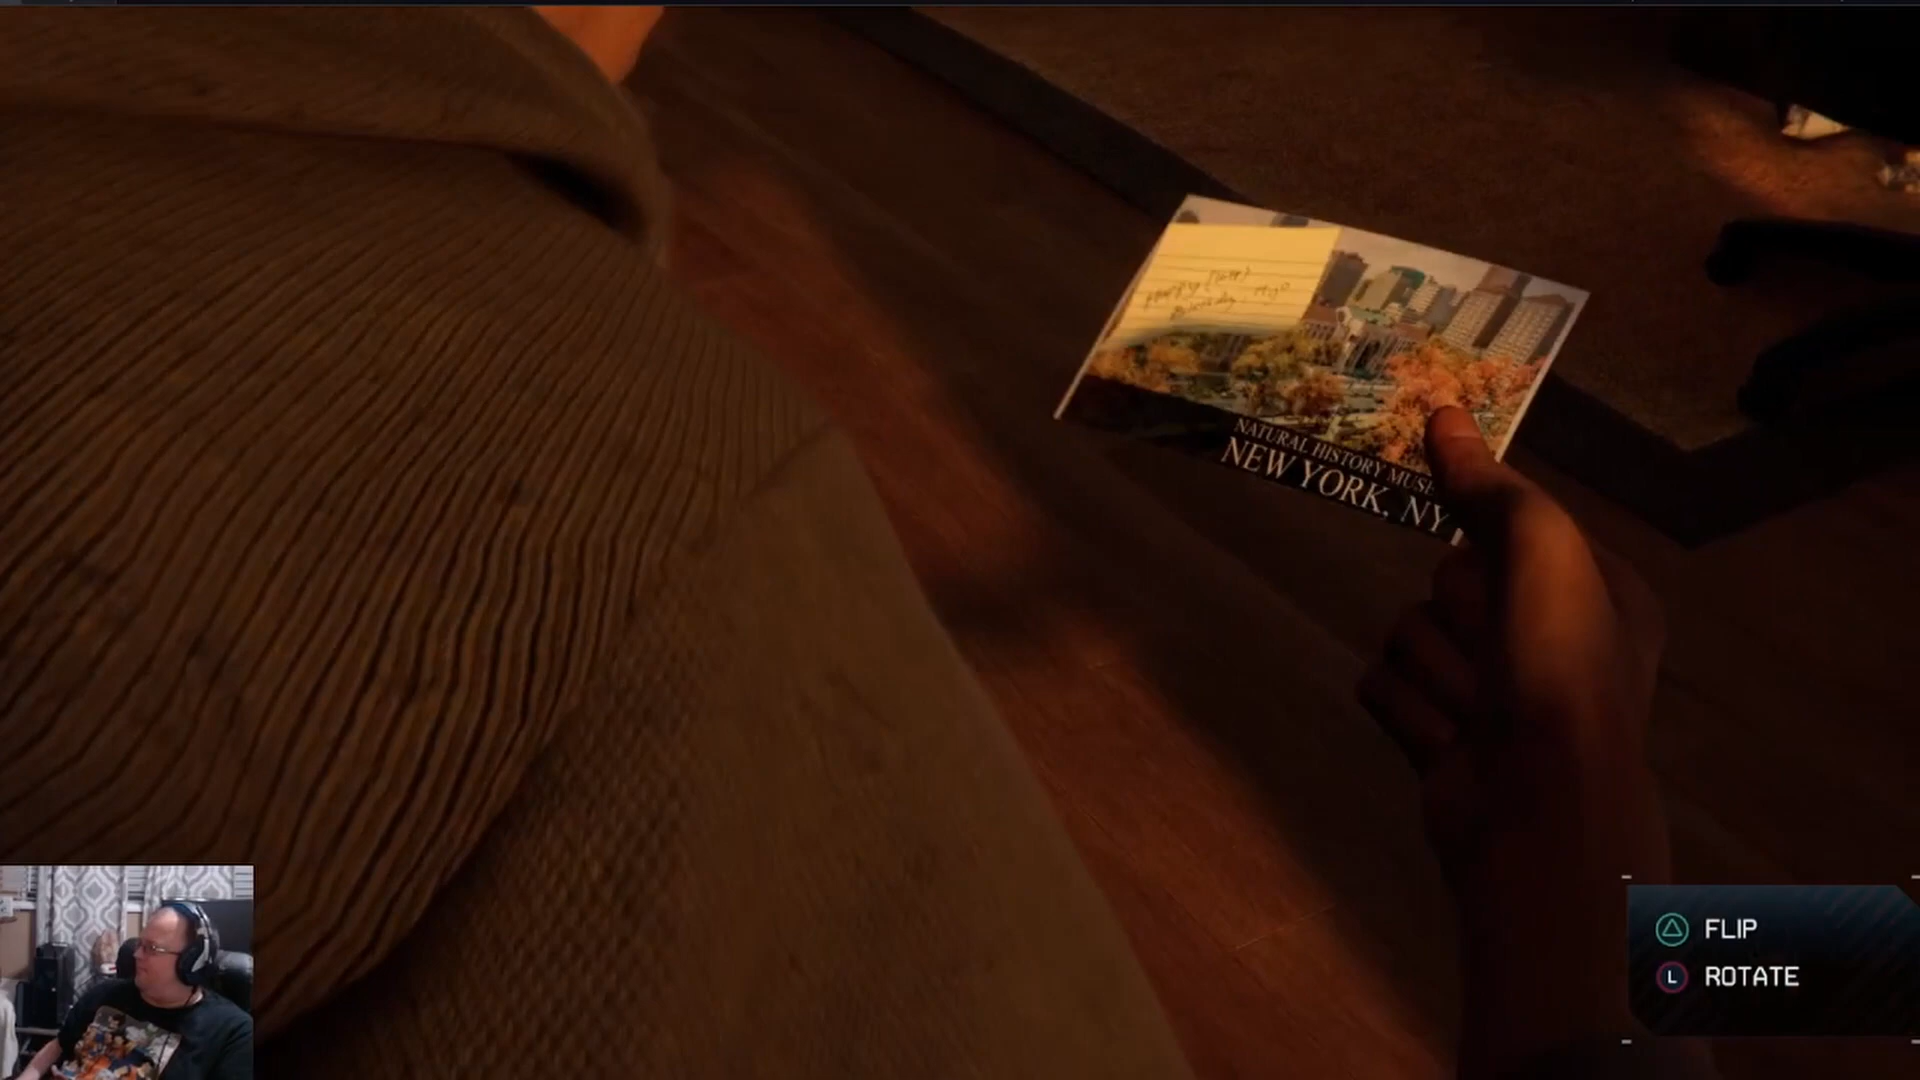 NATURAL HISTORY MUSE
NEW YORK, NY
FLIP
L
ROTATE